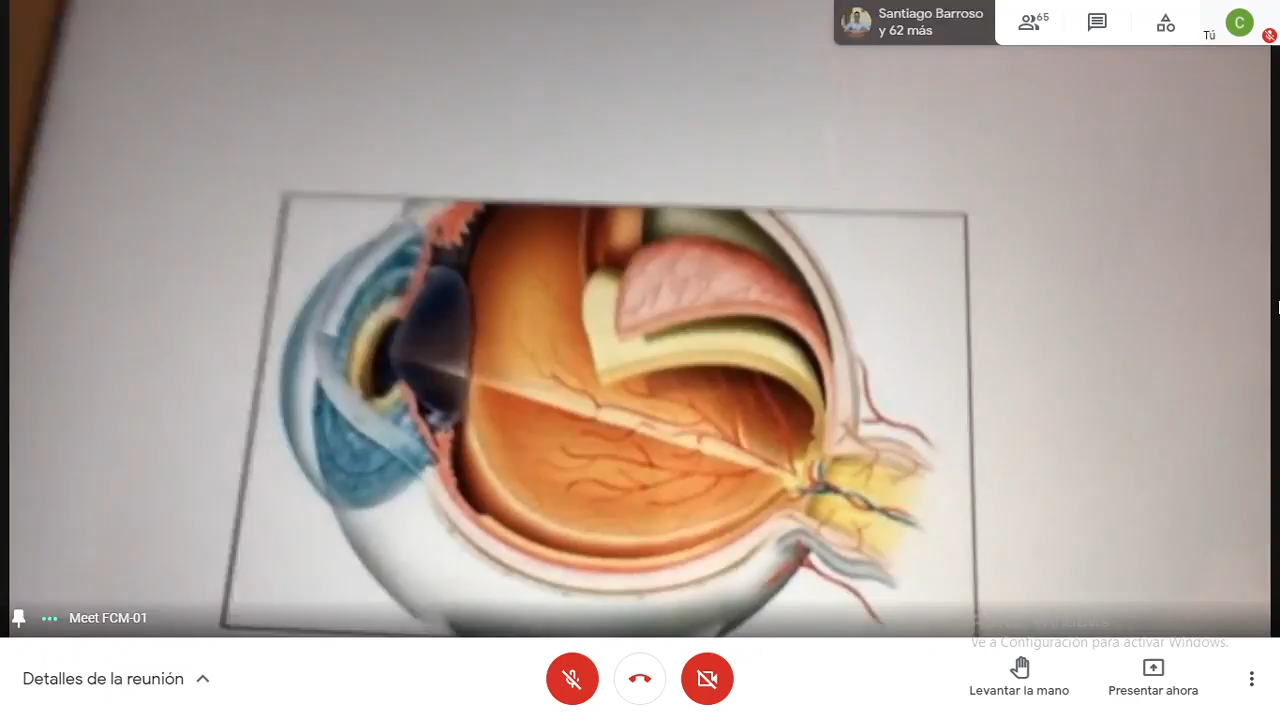 Santiago Barroso
y 62 más
65
Tú
C
Meet FCM-01
Ve a Configuración para activar Windows.
Detalles de la reunión
Levantar la mano
Presentar ahora